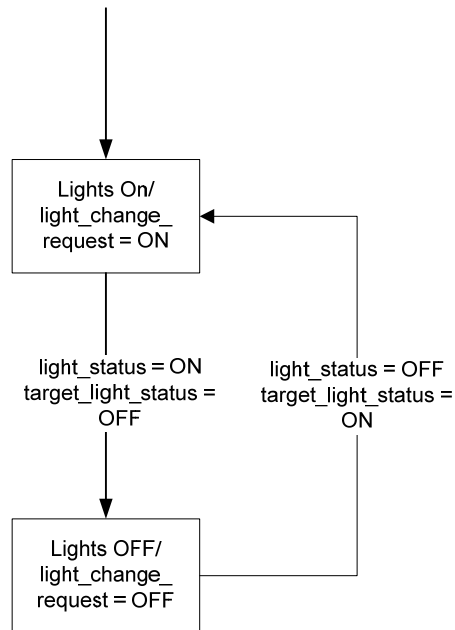 Lights On/
light_change_
request = ON
light_status = ON
target_light_status =
OFF
light_status = OFF
target_light_status =
ON
Lights OFF/
light_change_
request = OFF